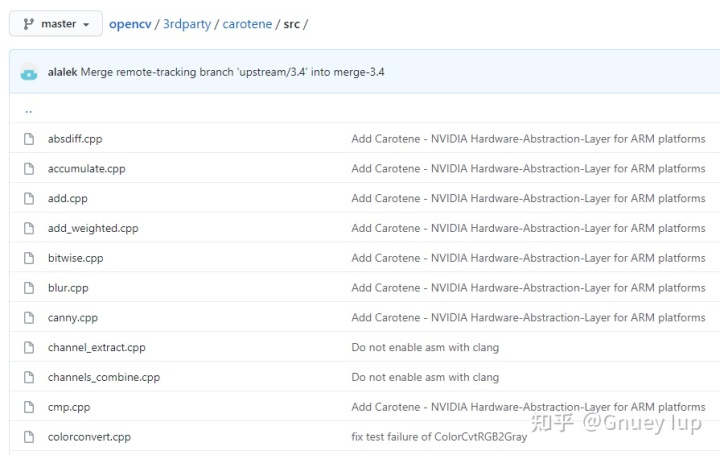 master opencv / 3rdparty / carotene / src /
alalek Merge remote-tracking branch 'upstream/3.4' into merge-3.4
..
absdiff.cpp Add Carotene - NVIDIA Hardware-Abstraction-Layer for ARM platforms
accumulate.cpp Add Carotene - NVIDIA Hardware-Abstraction-Layer for ARM platforms
add.cpp Add Carotene - NVIDIA Hardware-Abstraction-Layer for ARM platforms
add_weighted.cpp Add Carotene - NVIDIA Hardware-Abstraction-Layer for ARM platforms
bitwise.cpp Add Carotene - NVIDIA Hardware-Abstraction-Layer for ARM platforms
blur.cpp Add Carotene - NVIDIA Hardware-Abstraction-Layer for ARM platforms
canny.cpp Add Carotene - NVIDIA Hardware-Abstraction-Layer for ARM platforms
channel_extract.cpp Do not enable asm with clang
channels_combine.cpp Do not enable asm with clang
cmp.cpp Add Carotene - NVIDIA Hardware-Abstraction-Layer for ARM platforms
知乎 @Gnuey Iup
colorconvert.cpp fix test failure of ColorCvtRGB2Gray